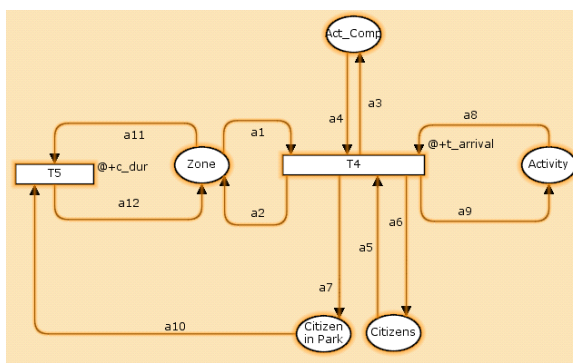 Act_Comp
a4
a3
a8
a11
a1
@+t_arrival
T5
@+c_dur
Zone
T4
Activity
a12
a2
a5
a6
a9
a7
a10
Citizen
in Park
Citizens